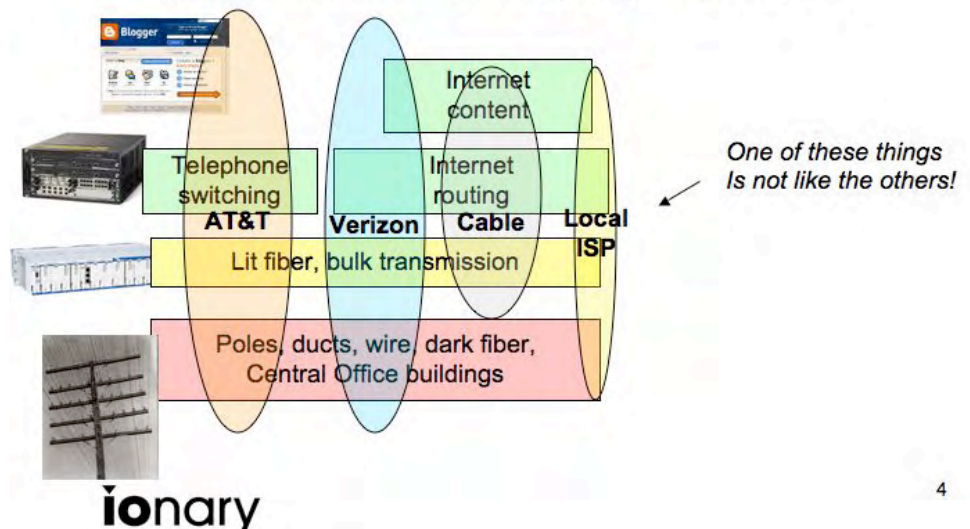 Blogger
Internet
content
Telephone
switching
Internet
routing
One of these things
Is not like the others!
AT&T
Verizon
Cable
Local
ISP
Lit fiber, bulk transmission
Poles, ducts, wire, dark fiber,
Central Office buildings
ionary
4